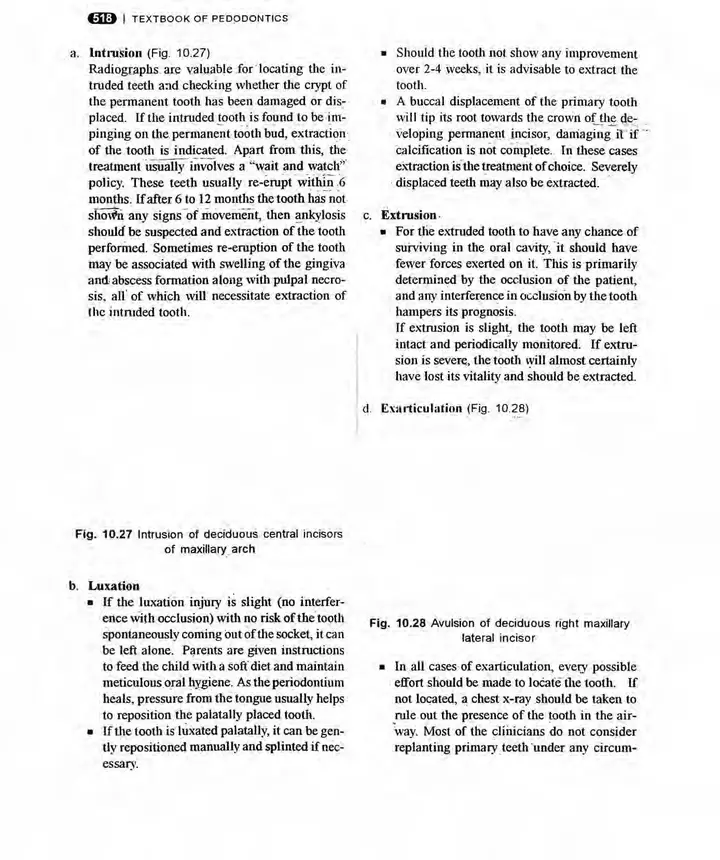 518 | TEXTBOOK OF PEDODONTICS
a. Intrusion (Fig. 10.27)
Radiographs are valuable for locating the in-
truded teeth and checking whether the crypt of
the permanent tooth has been damaged or dis-
placed. If the intruded tooth is found to be im-
pinging on the permanent tooth bud, extraction
of the tooth is indicated. Apart from this, the
treatment usually involves a "wait and watch"
policy. These teeth usually re-erupt within 6
months. If after 6 to 12 months the tooth has not
shown any signs of movement, then ankylosis
should be suspected and extraction of the tooth
performed. Sometimes re-eruption of the tooth
may be associated with swelling of the gingiva
and abscess formation along with pulpal necro-
sis, all of which will necessitate extraction of
the intruded tooth.
Fig. 10.27 Intrusion of deciduous central incisors
of maxillary arch
b. Luxation
▪ If the luxation injury is slight (no interfer-
ence with occlusion) with no risk of the tooth
spontaneously coming out of the socket, it can
be left alone. Parents are given instructions
to feed the child with a soft diet and maintain
meticulous oral hygiene. As the periodontium
heals, pressure from the tongue usually helps
to reposition the palatally placed tooth.
▪ If the tooth is luxated palatally, it can be gen-
tly repositioned manually and splinted if nec-
essary.
▪ Should the tooth not show any improvement
over 2-4 weeks, it is advisable to extract the
tooth.
▪ A buccal displacement of the primary tooth
will tip its root towards the crown of the de-
veloping permanent incisor, damaging it if
calcification is not complete. In these cases
extraction is the treatment of choice. Severely
displaced teeth may also be extracted.
c. Extrusion
▪ For the extruded tooth to have any chance of
surviving in the oral cavity, it should have
fewer forces exerted on it. This is primarily
determined by the occlusion of the patient,
and any interference in occlusion by the tooth
hampers its prognosis.
If extrusion is slight, the tooth may be left
intact and periodically monitored. If extru-
sion is severe, the tooth will almost certainly
have lost its vitality and should be extracted.
d. Exarticulation (Fig. 10.28)
Fig. 10.28 Avulsion of deciduous right maxillary
lateral incisor
▪ In all cases of exarticulation, every possible
effort should be made to locate the tooth. If
not located, a chest x-ray should be taken to
rule out the presence of the tooth in the air-
way. Most of the clinicians do not consider
replanting primary teeth under any circum-